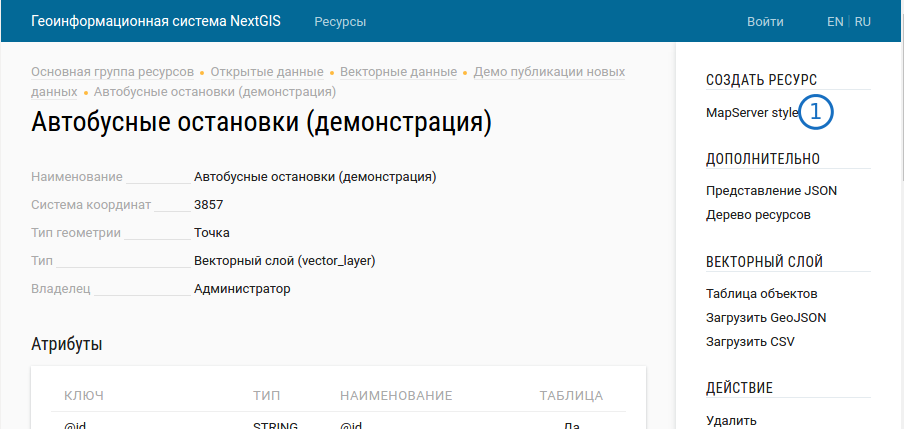 Геоинформационная система NextGIS Ресурсы Войти EN RU
Основная группа ресурсов • Открытые данные • Векторные данные • Демо публикации новых
данных • Автобусные остановки (демонстрация)
Автобусные остановки (демонстрация)
Наименование Автобусные остановки (демонстрация)
Система координат 3857
Тип геометрии Точка
Тип Векторный слой (vector_layer)
Владелец Администратор
Атрибуты
КЛЮЧ ТИП НАИМЕНОВАНИЕ ТАБЛИЦА
@id STRING @id Да
СОЗДАТЬ РЕСУРС
MapServer style 1
ДОПОЛНИТЕЛЬНО
Представление JSON
Дерево ресурсов
ВЕКТОРНЫЙ СЛОЙ
Таблица объектов
Загрузить GeoJSON
Загрузить CSV
ДЕЙСТВИЕ
Удалить